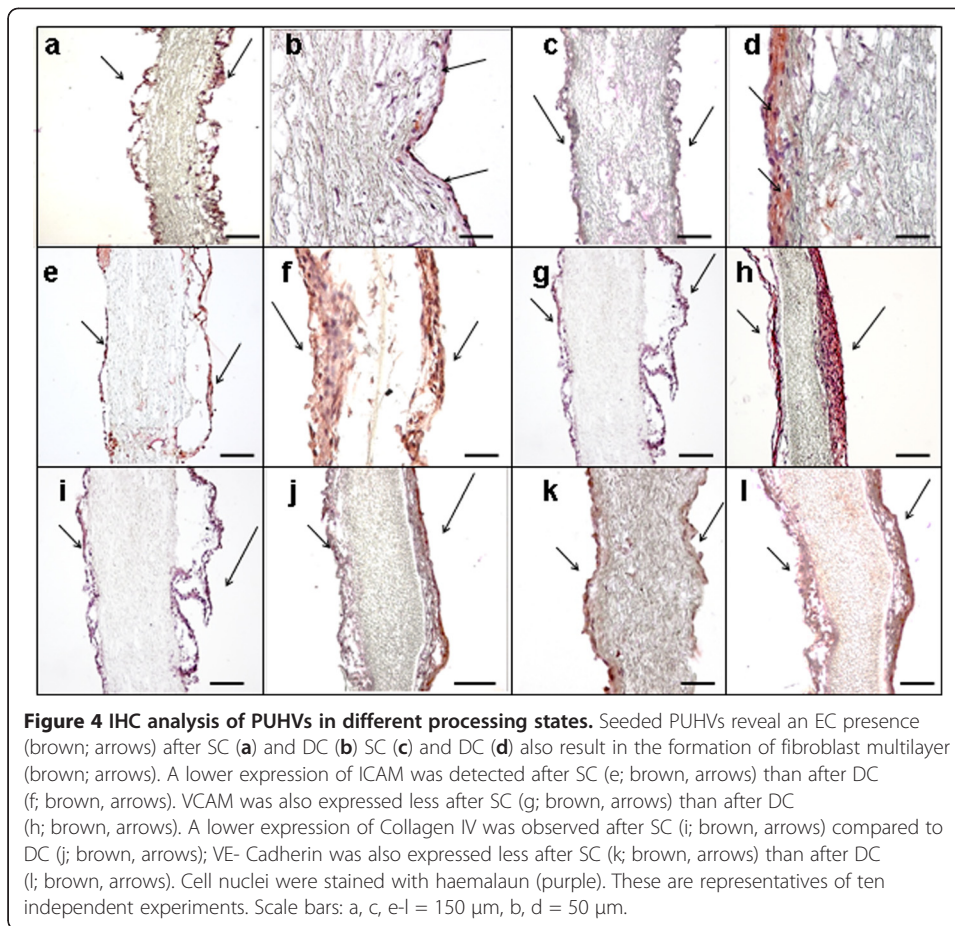 a
b
c
d
e
f
g
h
i
j
k
l
Figure 4 IHC analysis of PUHVs in different processing states. Seeded PUHVs reveal an EC presence
(brown; arrows) after SC (a) and DC (b) SC (c) and DC (d) also result in the formation of fibroblast multilayer
(brown; arrows). A lower expression of ICAM was detected after SC (e; brown, arrows) than after DC
(f; brown, arrows). VCAM was also expressed less after SC (g; brown, arrows) than after DC
(h; brown, arrows). A lower expression of Collagen IV was observed after SC (i; brown, arrows) compared to
DC (j; brown, arrows); VE- Cadherin was also expressed less after SC (k; brown, arrows) than after DC
(l; brown, arrows). Cell nuclei were stained with haemalaun (purple). These are representatives of ten
independent experiments. Scale bars: a, c, e-l = 150 μm, b, d = 50 μm.